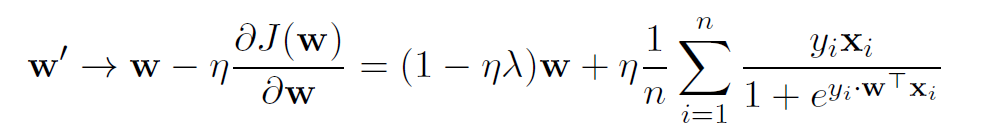 w′ → w − η ∂J(w)/∂w = (1 − ηλ)w + η (1/n) ∑_{i=1}^{n} y_i x_i / (1 + e^{y_i·w^⊤x_i})